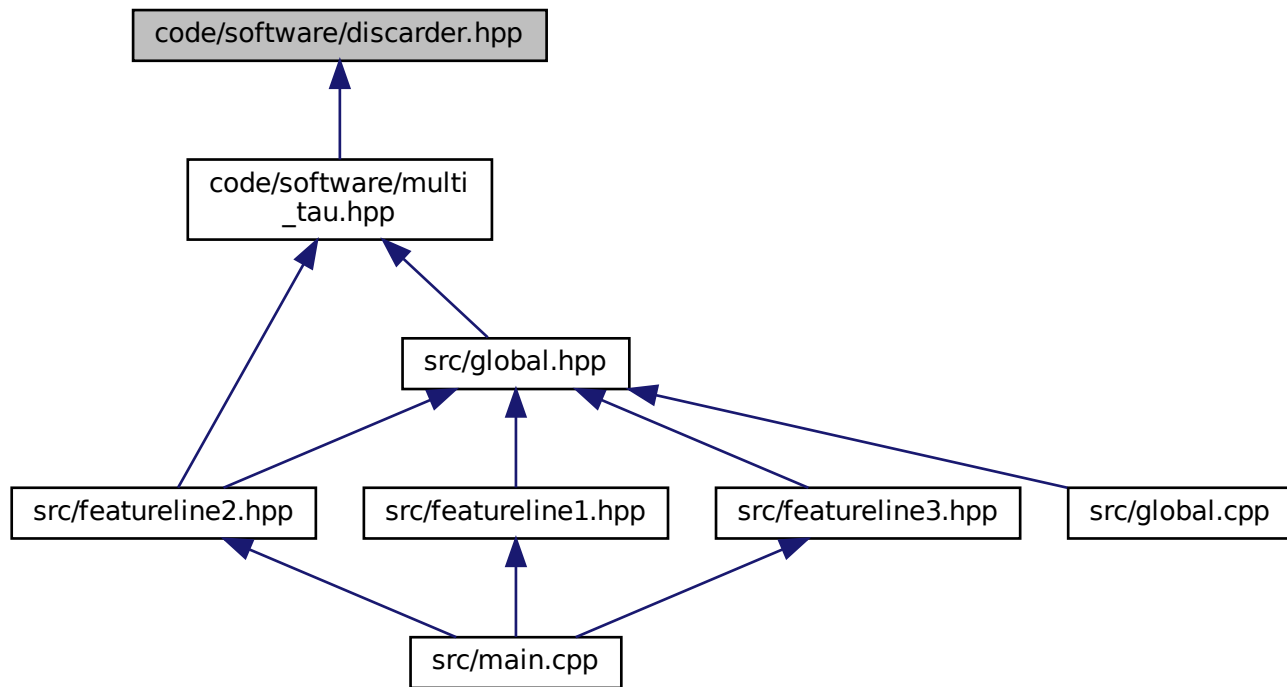 code/software/discarder.hpp
code/software/multi
_tau.hpp
src/global.hpp
src/featureline2.hpp
src/featureline1.hpp
src/featureline3.hpp
src/global.cpp
src/main.cpp